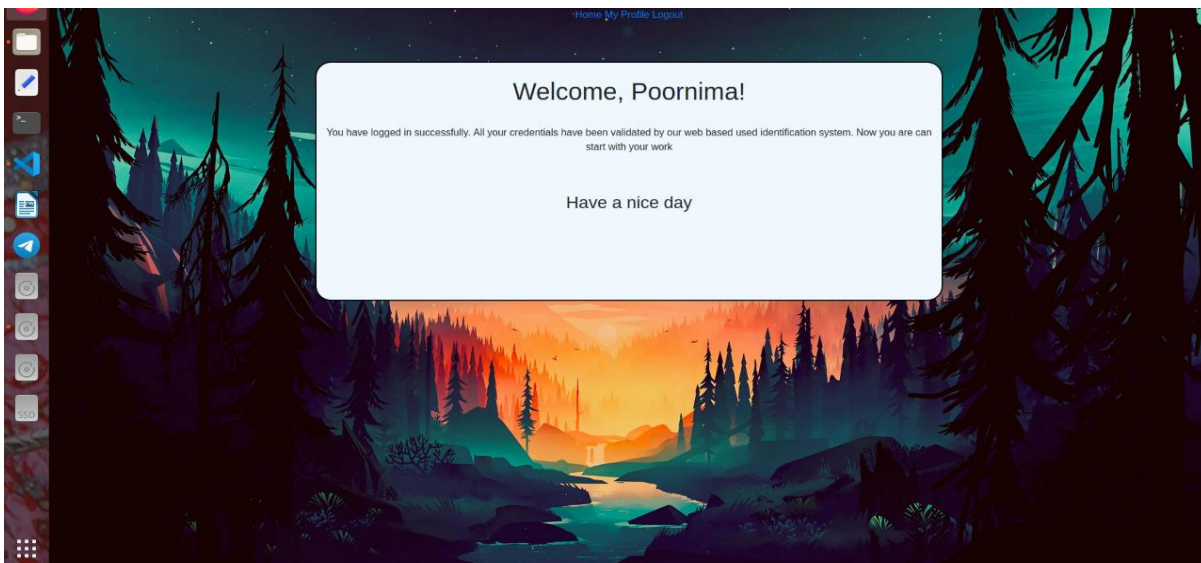 Home My Profile Logout
Welcome, Poornima!
You have logged in successfully. All your credentials have been validated by our web based used identification system. Now you are can
start with your work
Have a nice day
>_
SSD